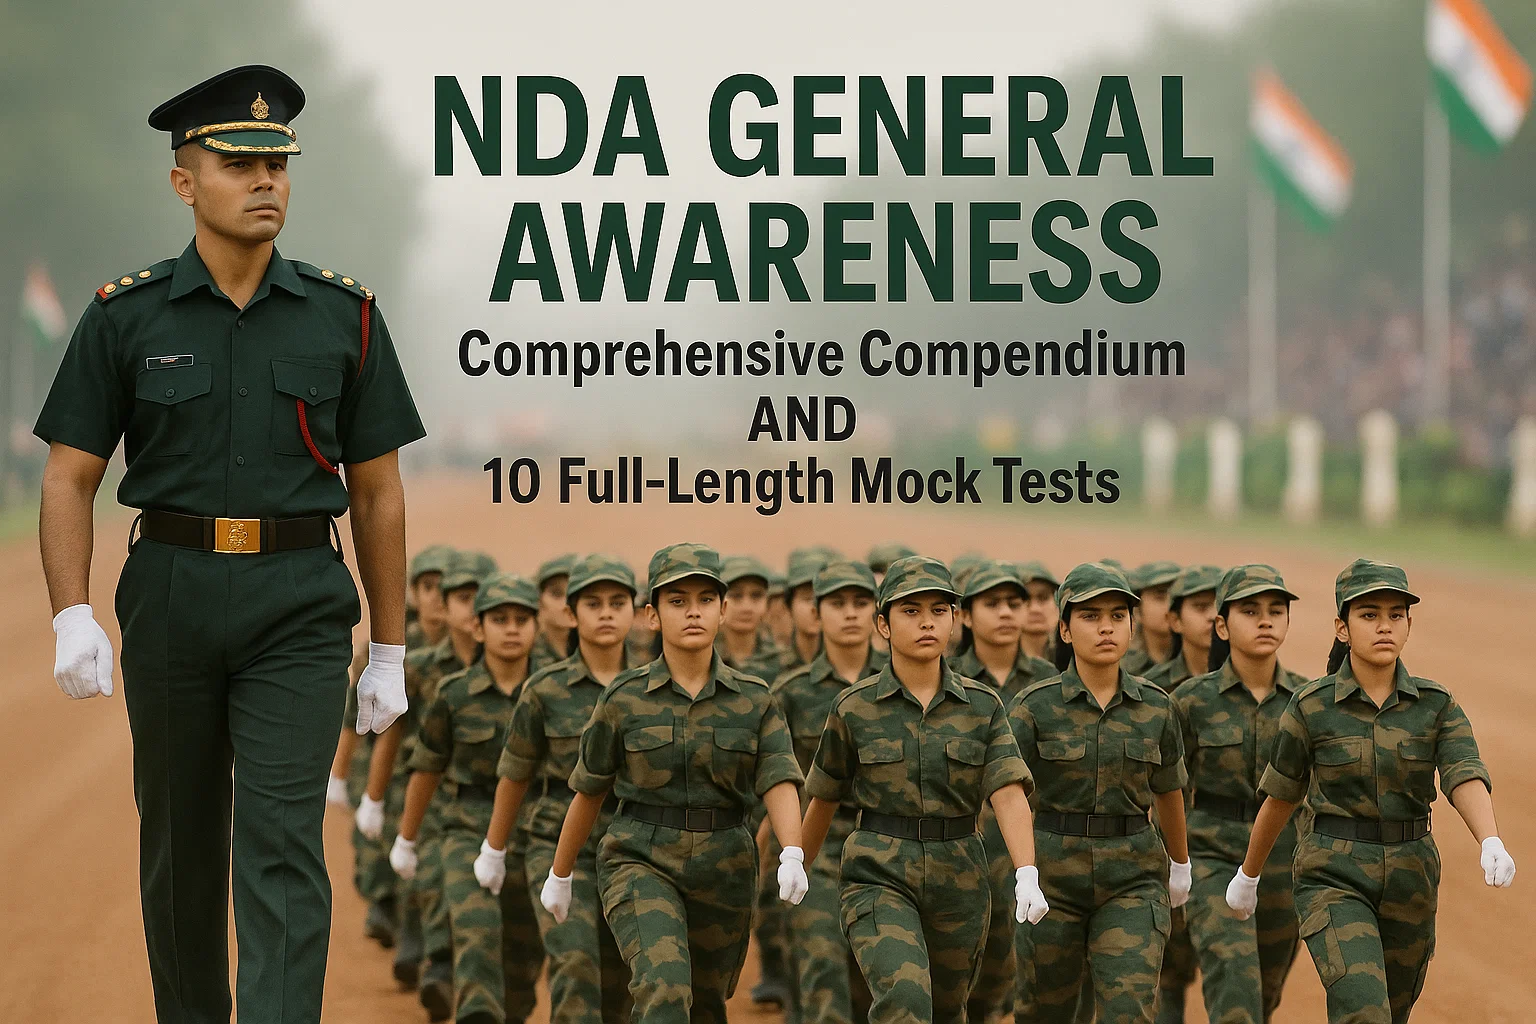 NDA GENERAL
AWARENESS
Comprehensive Compendium
AND
10 Full-Length Mock Tests